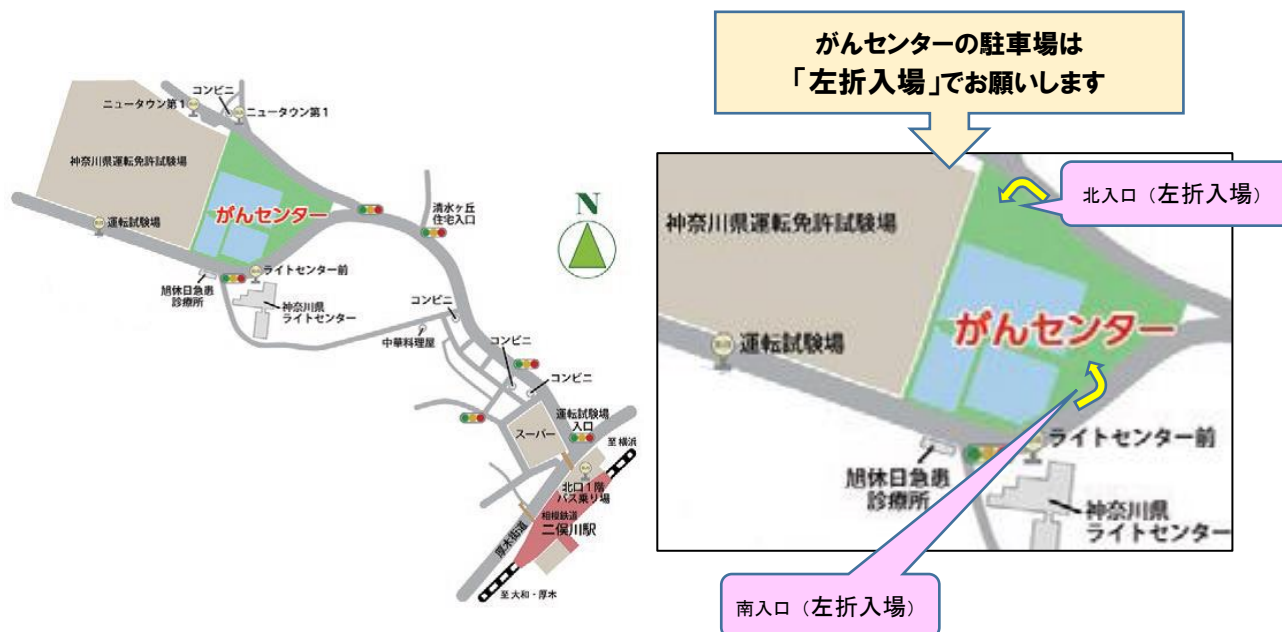 がんセンターの駐車場は
「左折入場」でお願いします
コンビニ
ニュータウン第1
ニュータウン第1
神奈川県運転免許試験場
がんセンター
運転試験場
清水ヶ丘
住宅入口
N
ライトセンター前
旭休日急患
診療所
神奈川県
ライトセンター
コンビニ
中華料理屋
コンビニ
コンビニ
運転試験場
入口
スーパー
至横浜
北口1階
バス乗り場
相模鉄道
二俣川駅
厚木街道
至大和・厚木
北入口（左折入場）
神奈川県運転免許試験場
がんセンター
運転試験場
ライトセンター前
旭休日急患
診療所
神奈川県
ライトセンター
南入口（左折入場）